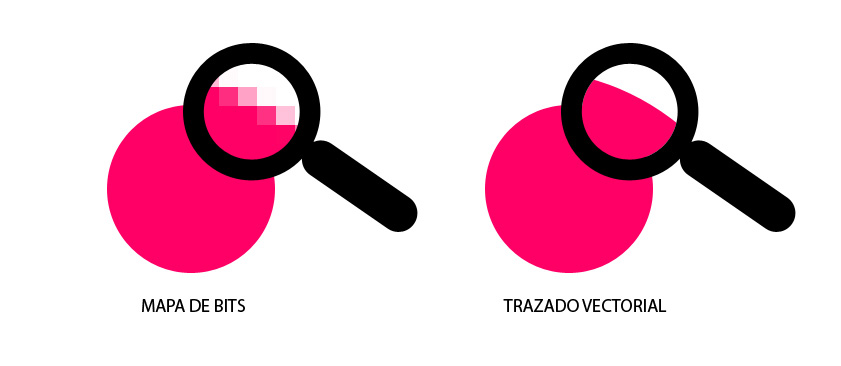 MAPA DE BITS
TRAZADO VECTORIAL